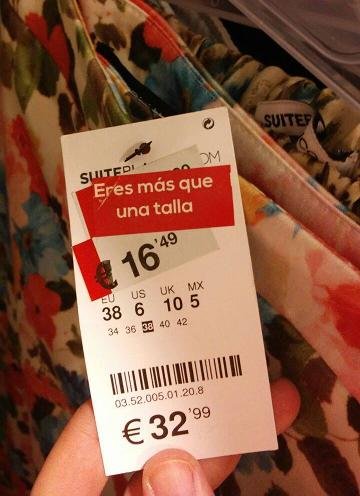 SUITE
Eres más que
una talla
€ 16'49
EU US UK MX
38 6 10 5
34 36 38 40 42
03.52.005.01.20.8
€ 32'99
SUITE